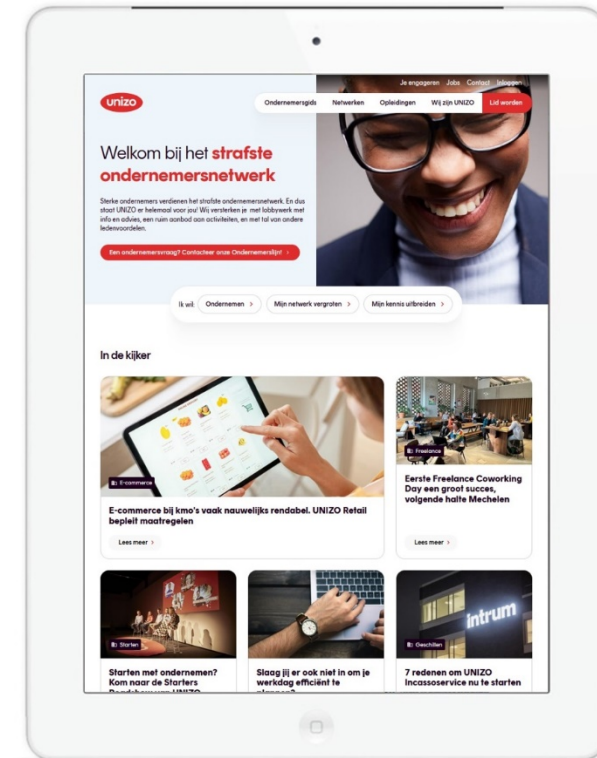 Je engageren Jobs Contact Inloggen
unizo
Ondernemersgids Netwerken Opleidingen Wij zijn UNIZO Lid worden
Welkom bij het strafste
ondernemersnetwerk
Sterke ondernemers verdienen het strafste ondernemersnetwerk. En dus
staat UNIZO er helemaal voor jou! Wij versterken je met lobbywerk met
info en advies, een ruim aanbod aan activiteiten, en met tal van andere
ledenvoordelen.
Een ondernemersvraag? Contacteer onze Ondernemerslijn! >
Ik wil: Ondernemen > Mijn netwerk vergroten > Mijn kennis uitbreiden >
In de kijker
E-commerce
E-commerce bij kmo's vaak nauwelijks rendabel. UNIZO Retail
bepleit maatregelen
Lees meer >
Freelance
Eerste Freelance Coworking
Day een groot succes,
volgende halte Mechelen
Lees meer >
Starten
Starten met ondernemen?
Kom naar de Starters
Roadshow van UNIZO
Slaag jij er ook niet in om je
werkdag efficiënt te
plannen?
intrum
Geschillen
7 redenen om UNIZO
Incassoservice nu te starten